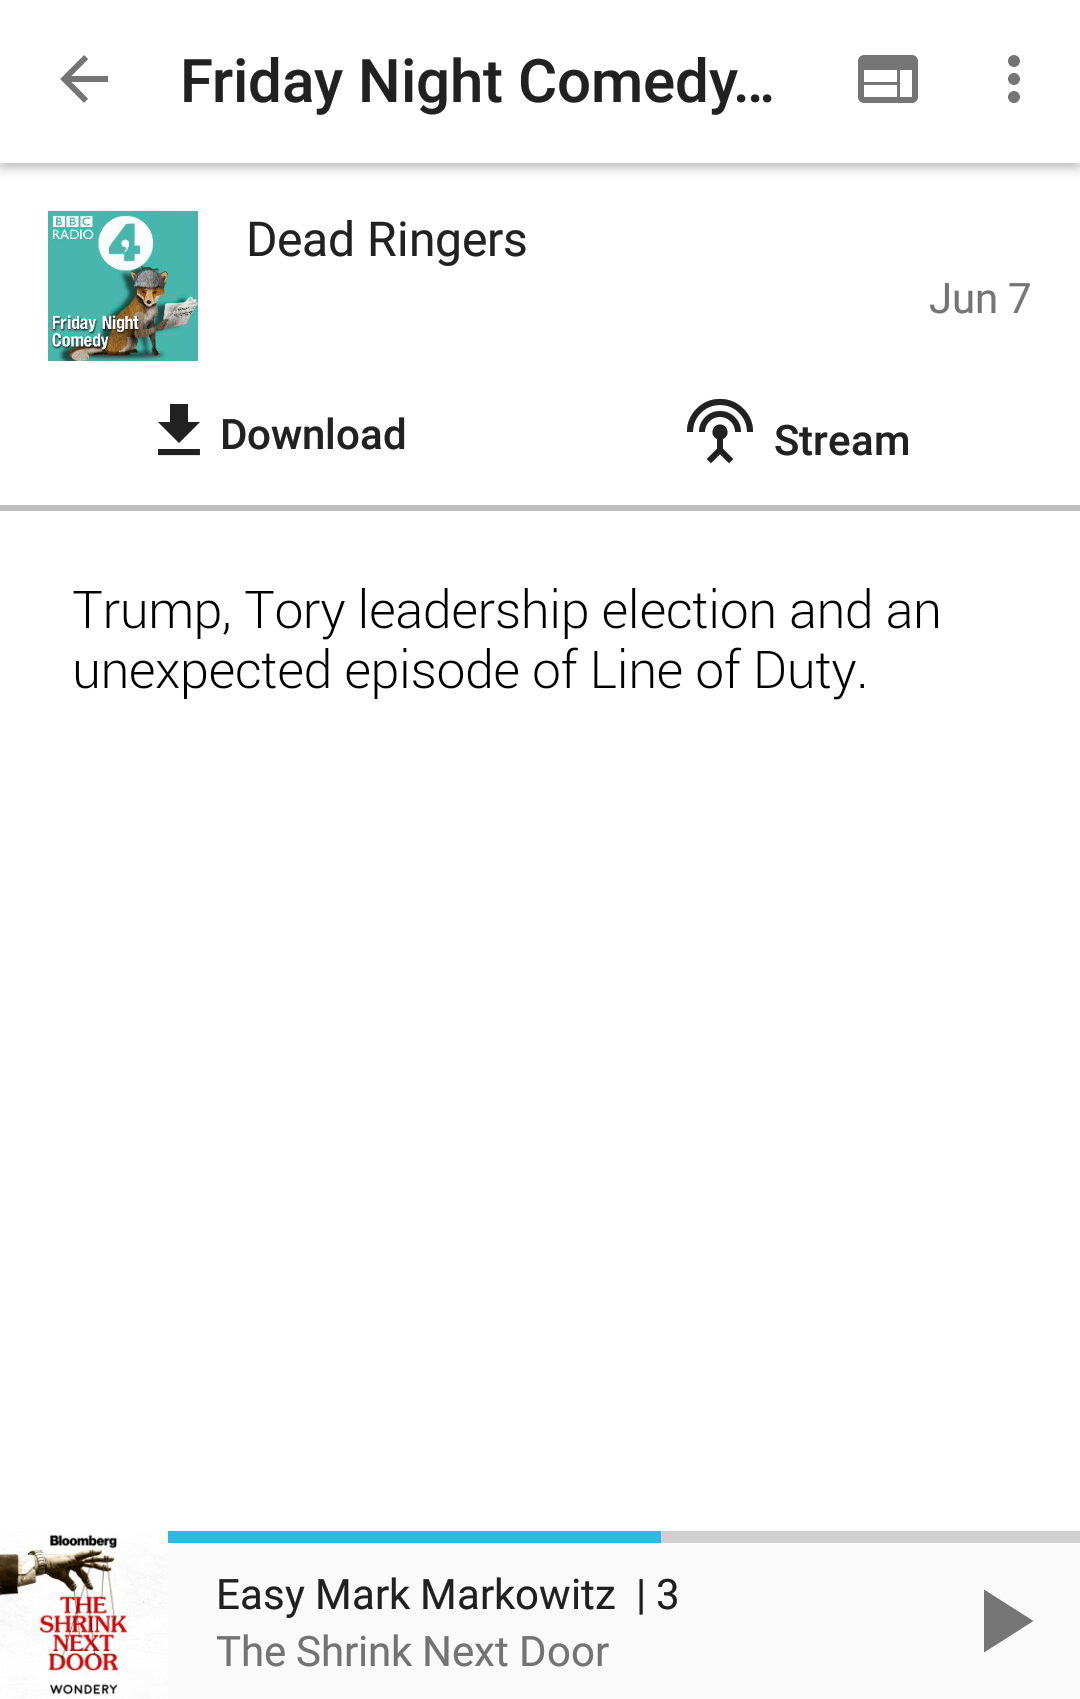 Friday Night Comedy...
BBC
RADIO
4
Friday Night
Comedy
Dead Ringers
Jun 7
Download
Stream
Trump, Tory leadership election and an
unexpected episode of Line of Duty.
Bloomberg
THE
SHRINK
NEXT
DOOR
WONDERY
Easy Mark Markowitz | 3
The Shrink Next Door